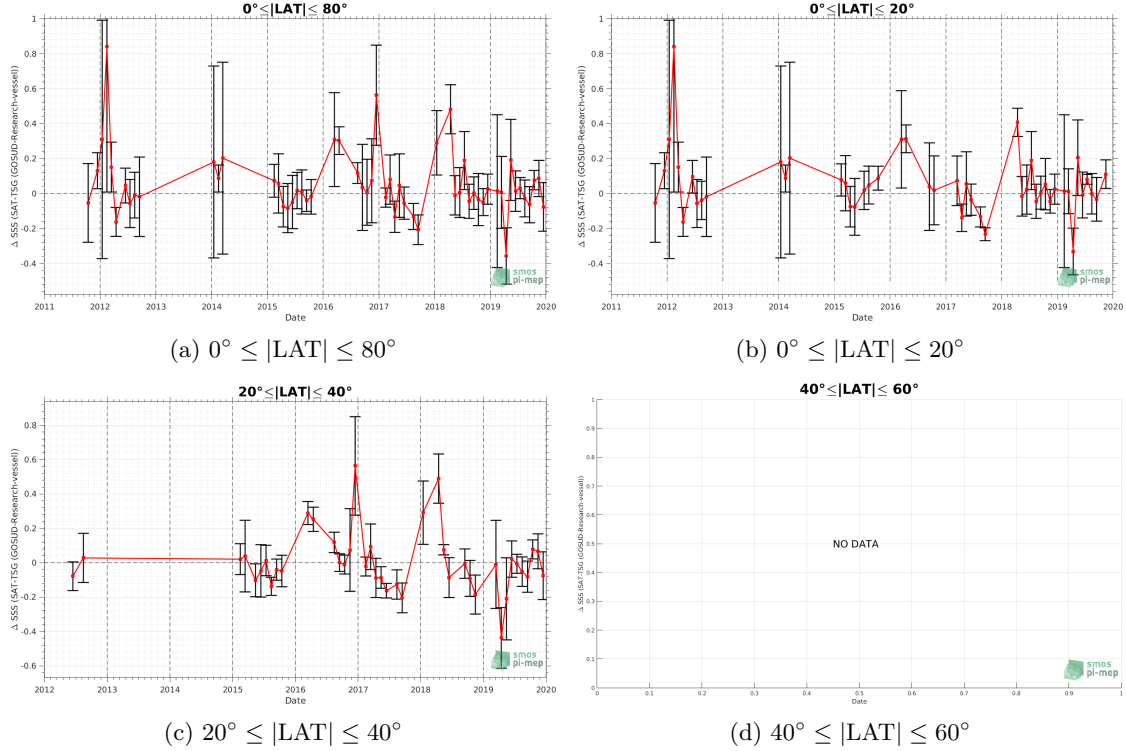 0°≤|LAT|≤ 80°
Δ SSS (SAT-TSG (GOSUD-Research-vessel))
1
0.8
0.6
0.4
0.2
0
-0.2
-0.4
2011 2012 2013 2014 2015 2016 2017 2018 2019 2020
Date
smos
pi-mep
(a) 0° ≤ |LAT| ≤ 80°
0°≤|LAT|≤ 20°
Δ SSS (SAT-TSG (GOSUD-Research-vessel))
1
0.8
0.6
0.4
0.2
0
-0.2
-0.4
2011 2012 2013 2014 2015 2016 2017 2018 2019 2020
Date
smos
pi-mep
(b) 0° ≤ |LAT| ≤ 20°
20°≤|LAT|≤ 40°
Δ SSS (SAT-TSG (GOSUD-Research-vessel))
0.8
0.6
0.4
0.2
0
-0.2
-0.4
-0.6
2012 2013 2014 2015 2016 2017 2018 2019 2020
Date
smos
pi-mep
(c) 20° ≤ |LAT| ≤ 40°
40°≤|LAT|≤ 60°
Δ SSS (SAT-TSG (GOSUD-Research-vessel))
1
0.9
0.8
0.7
0.6
0.5
0.4
0.3
0.2
0.1
0
NO DATA
0 0.1 0.2 0.3 0.4 0.5 0.6 0.7 0.8 0.9 1
Date
smos
pi-mep
(d) 40° ≤ |LAT| ≤ 60°